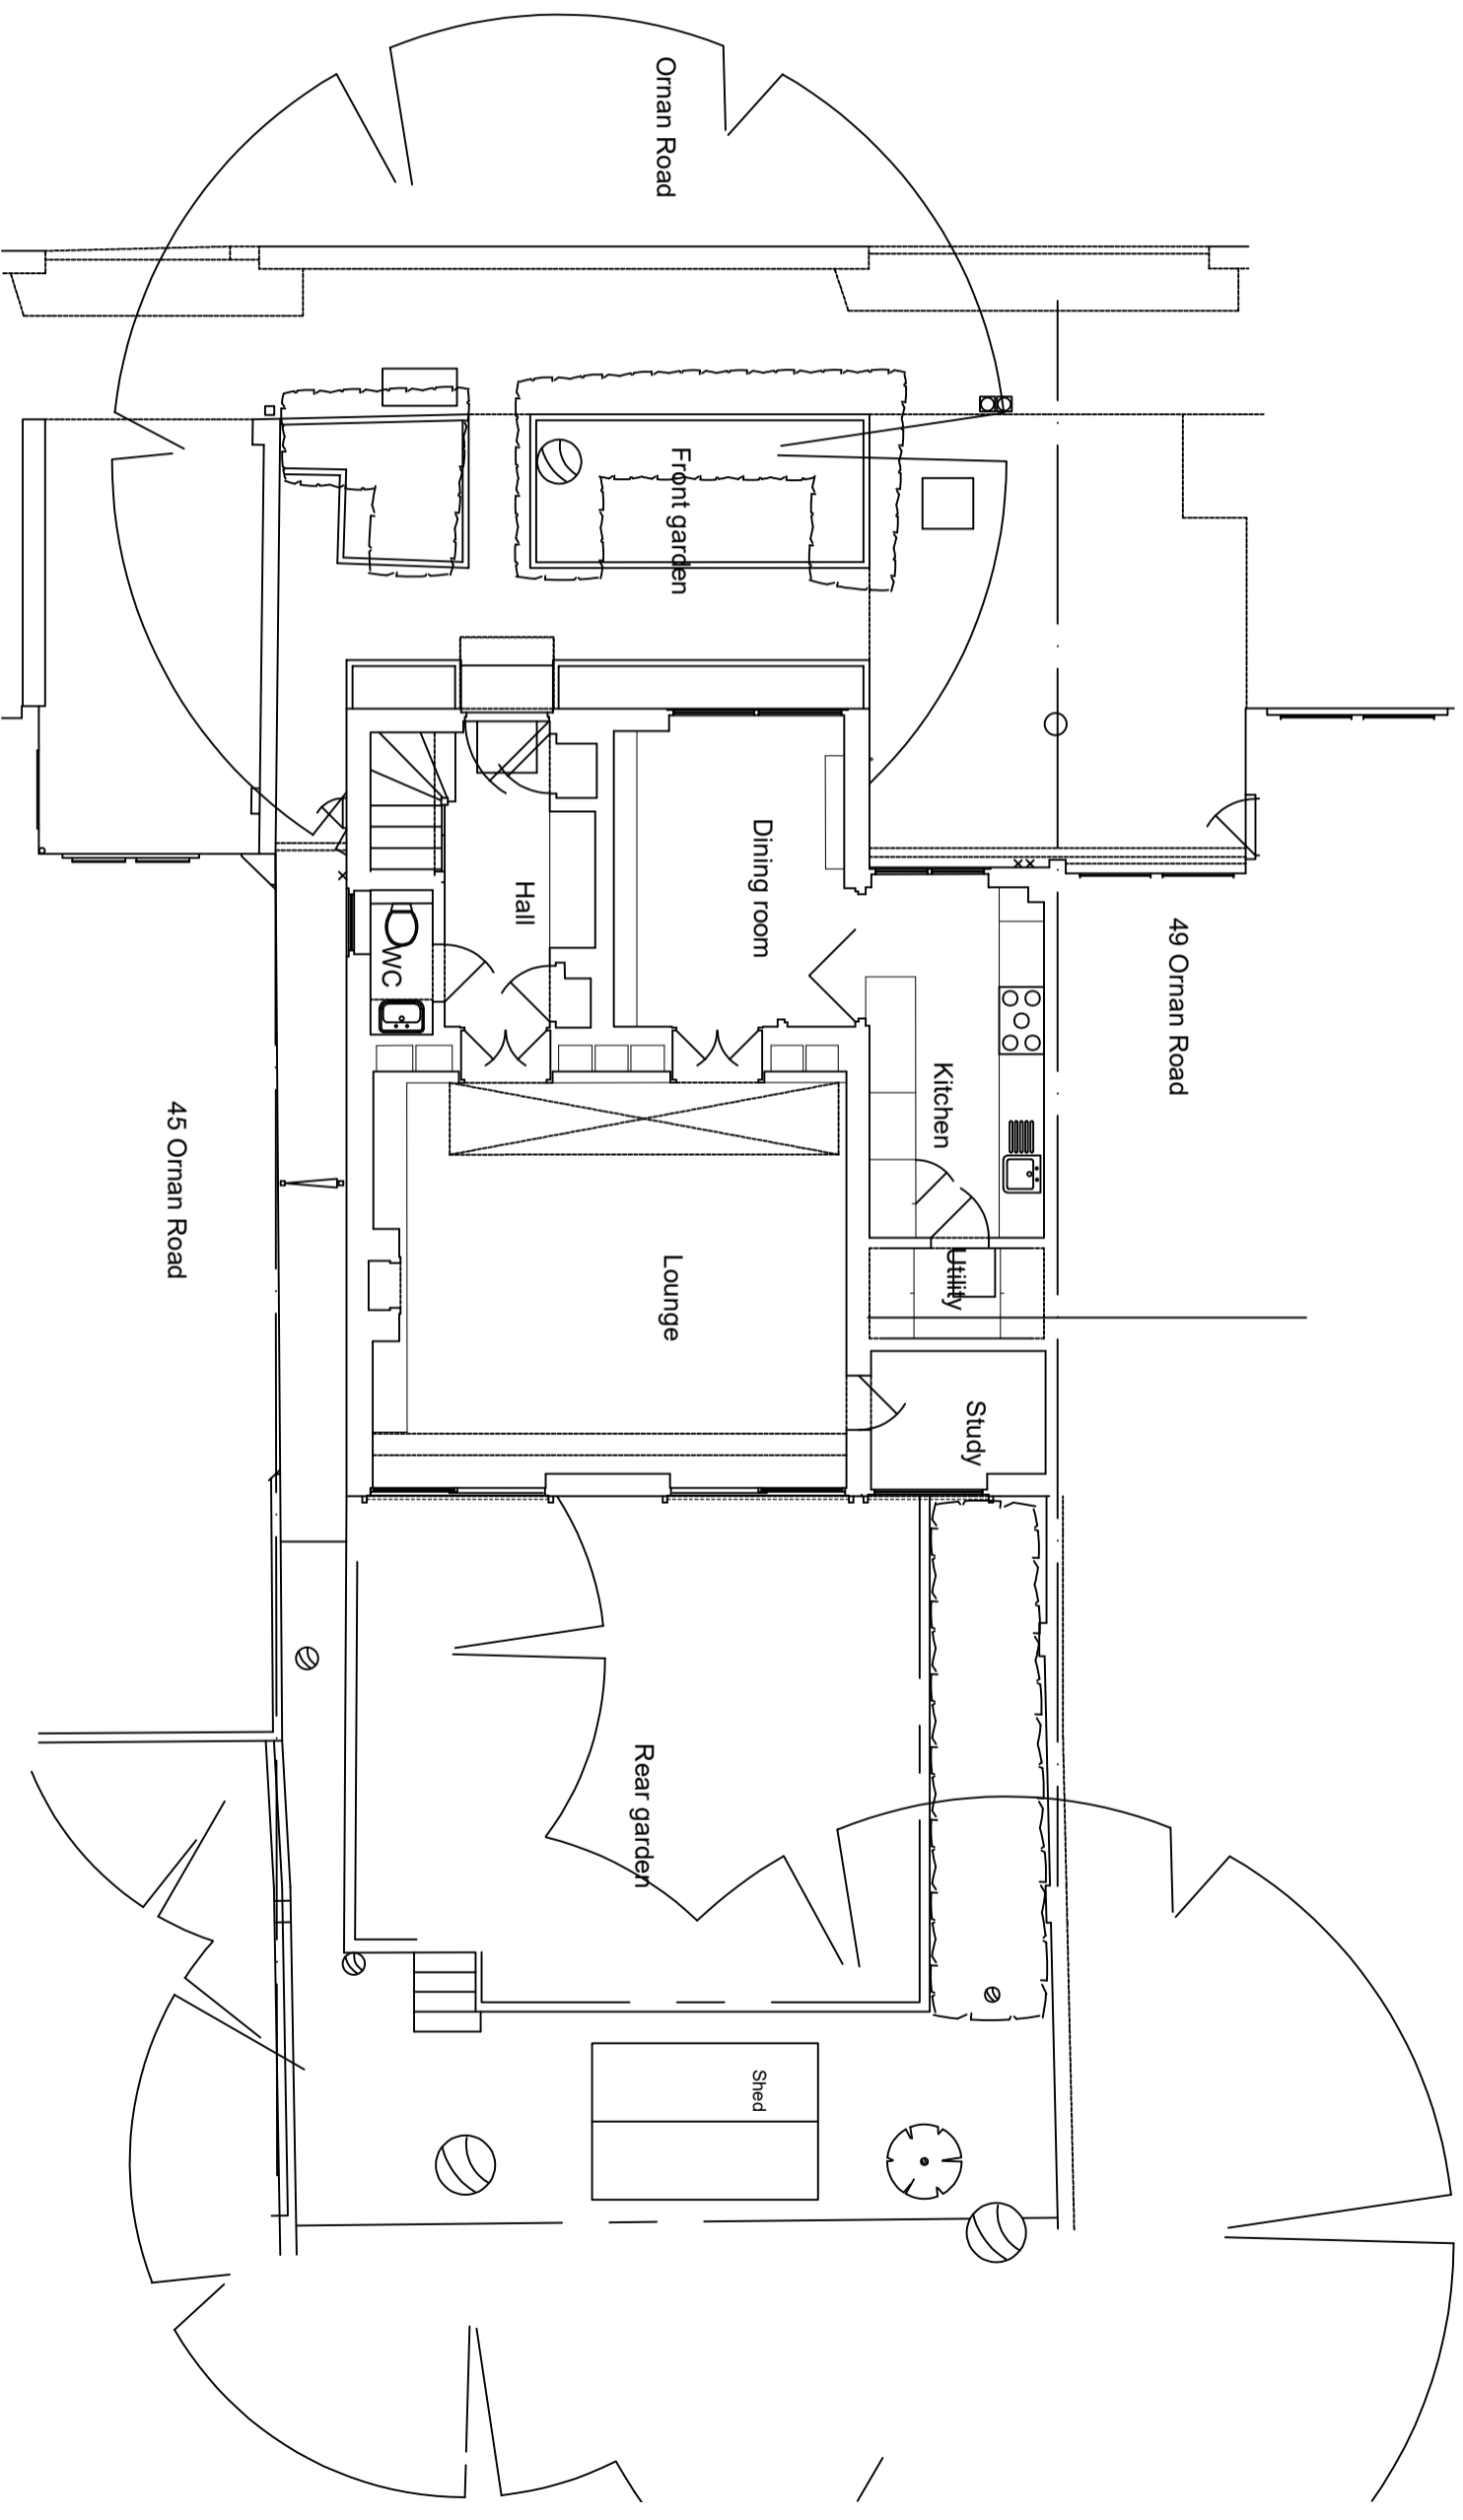 Ornan Road
Front garden
Dining room
Hall
WC
49 Ornan Road
Kitchen
45 Ornan Road
Utility
Lounge
Study
Rear garden
Shed